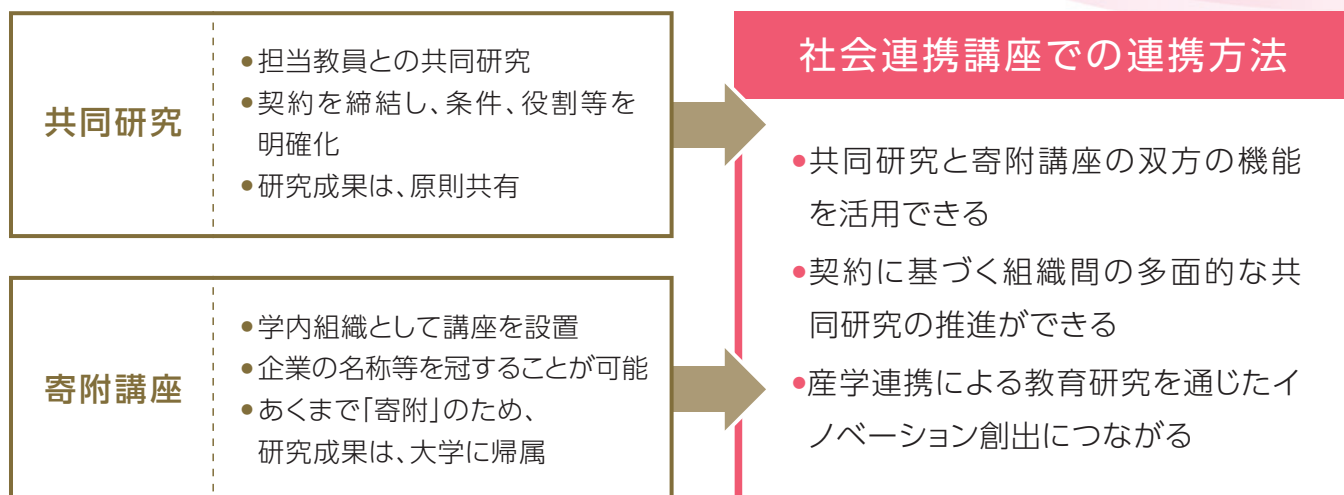 共同研究
●担当教員との共同研究
●契約を締結し、条件、役割等を
明確化
●研究成果は、原則共有
寄附講座
●学内組織として講座を設置
●企業の名称等を冠することが可能
●あくまで「寄附」のため、
研究成果は、大学に帰属
社会連携講座での連携方法
●共同研究と寄附講座の双方の機能
を活用できる
●契約に基づく組織間の多面的な共
同研究の推進ができる
●産学連携による教育研究を通じたイ
ノベーション創出につながる